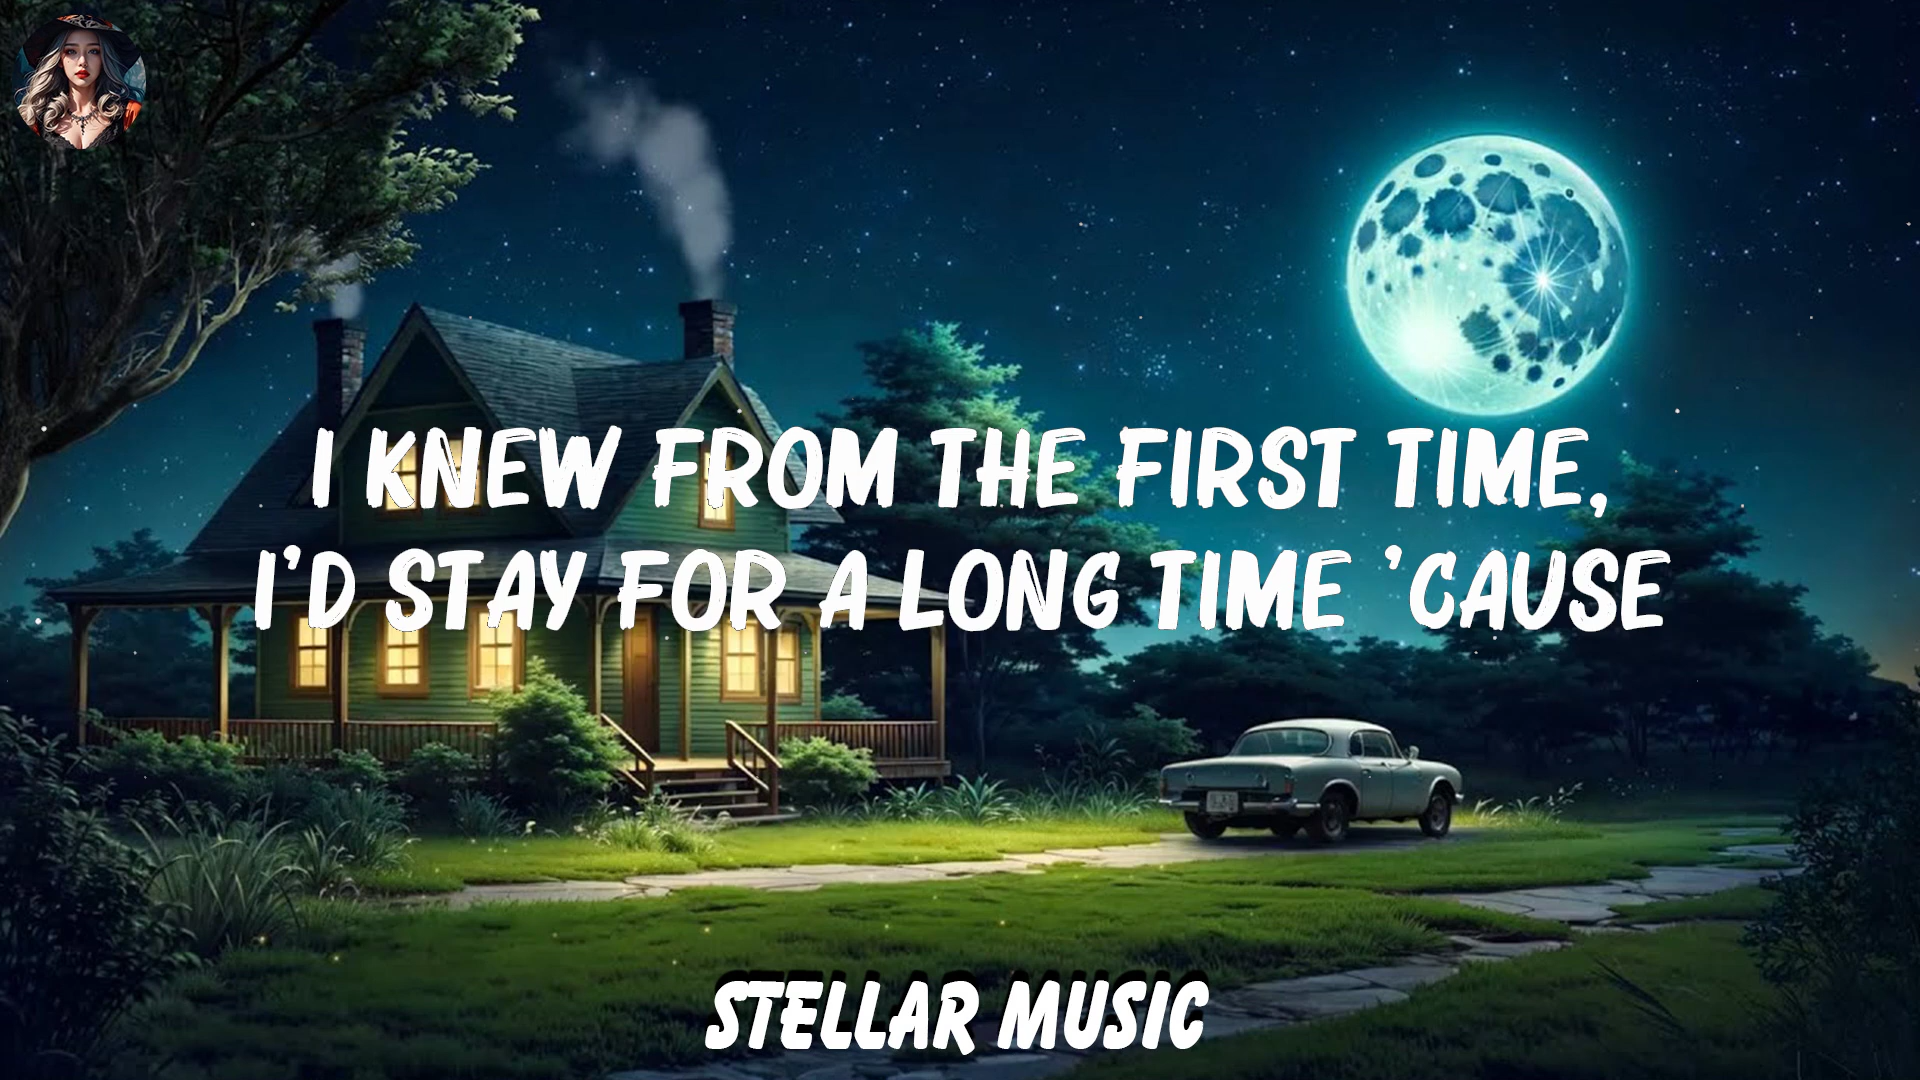 I KNEW FROM THE FIRST TIME,
I'D STAY FOR A LONG TIME 'CAUSE
STELLAR MUSIC